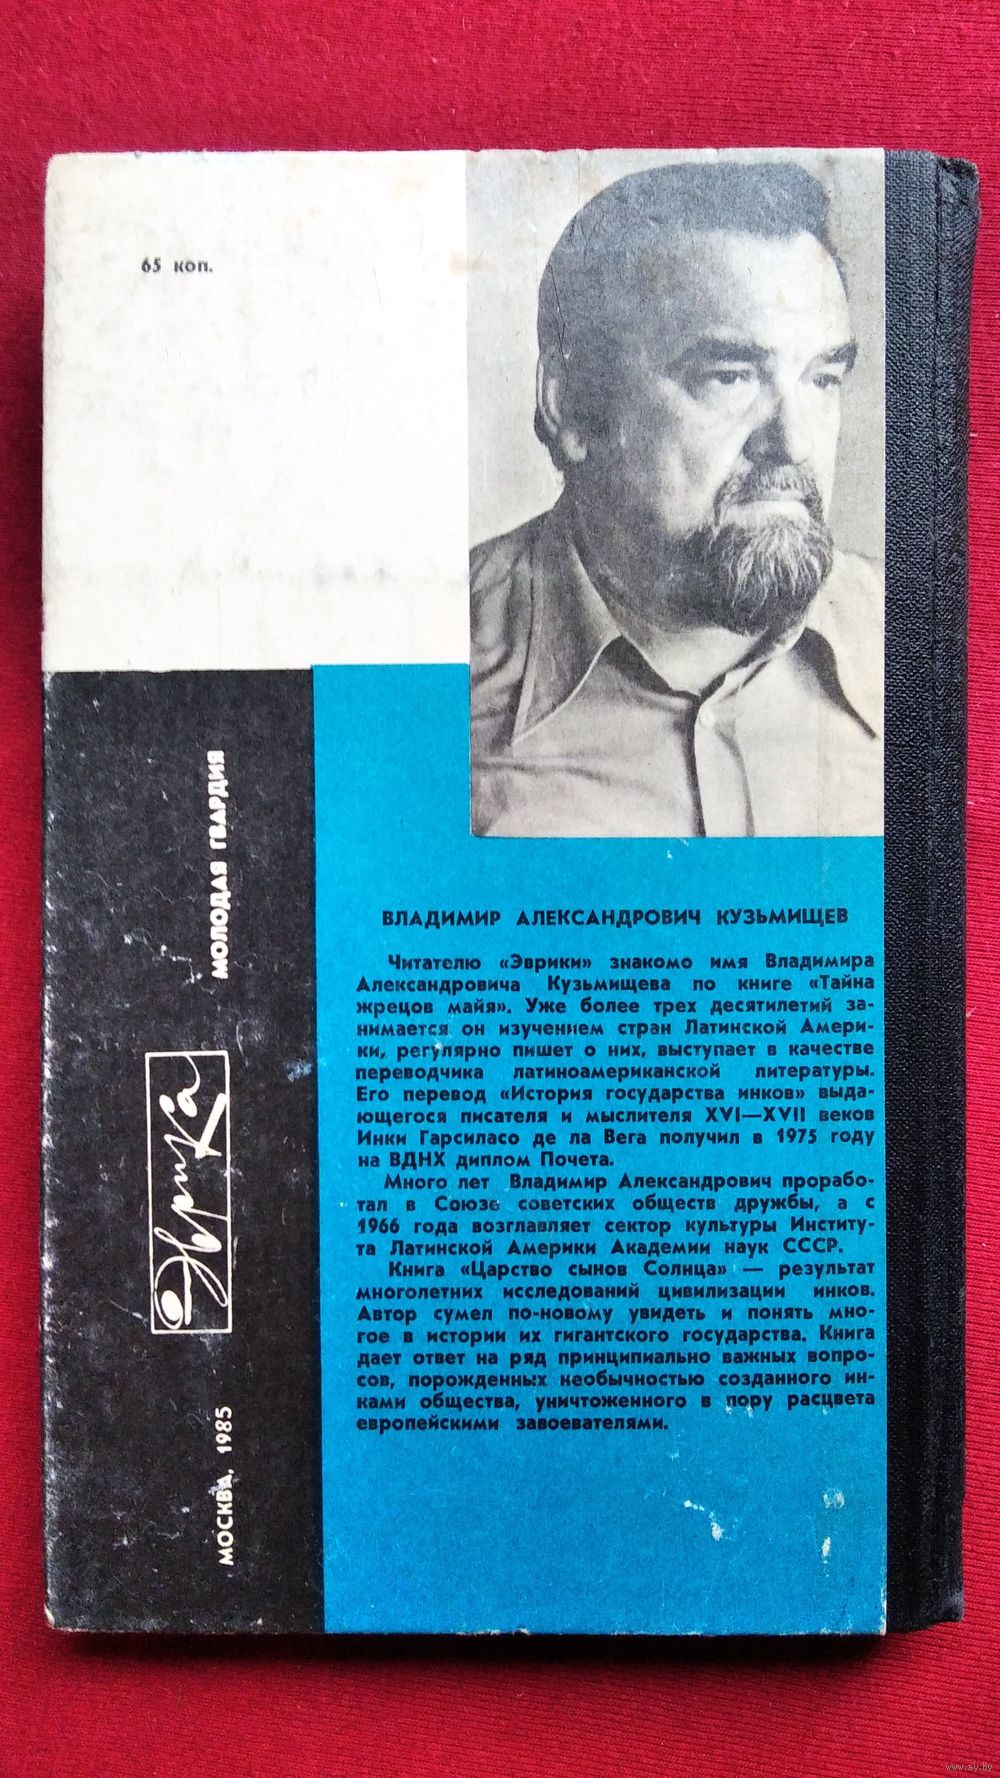 65 коп.
МОЛОДАЯ ГВАРДИЯ
Эврика
МОСКВА, 1985
ВЛАДИМИР АЛЕКСАНДРОВИЧ КУЗЬМИЩЕВ
Читателю «Эврики» знакомо имя Владимира
Александровича Кузьмищева по книге «Тайна
жрецов майя». Уже более трех десятилетий за-
нимается он изучением стран Латинской Амери-
ки, регулярно пишет о них, выступает в качестве
переводчика латиноамериканской литературы.
Его перевод «История государства инков» выда-
ющегося писателя и мыслителя XVI—XVII веков
Инки Гарсиласо де ла Вега получил в 1975 году
на ВДНХ диплом Почета.
Много лет Владимир Александрович прорабо-
тал в Союзе советских обществ дружбы, а с
1966 года возглавляет сектор культуры Институ-
та Латинской Америки Академии наук СССР.
Книга «Царство сынов Солнца» — результат
многолетних исследований цивилизации инков.
Автор сумел по-новому увидеть и понять мно-
гое в истории их гигантского государства. Книга
дает ответ на ряд принципиально важных вопро-
сов, порожденных необычностью созданного ин-
ками общества, уничтоженного в пору расцвета
европейскими завоевателями.
www.ay.by